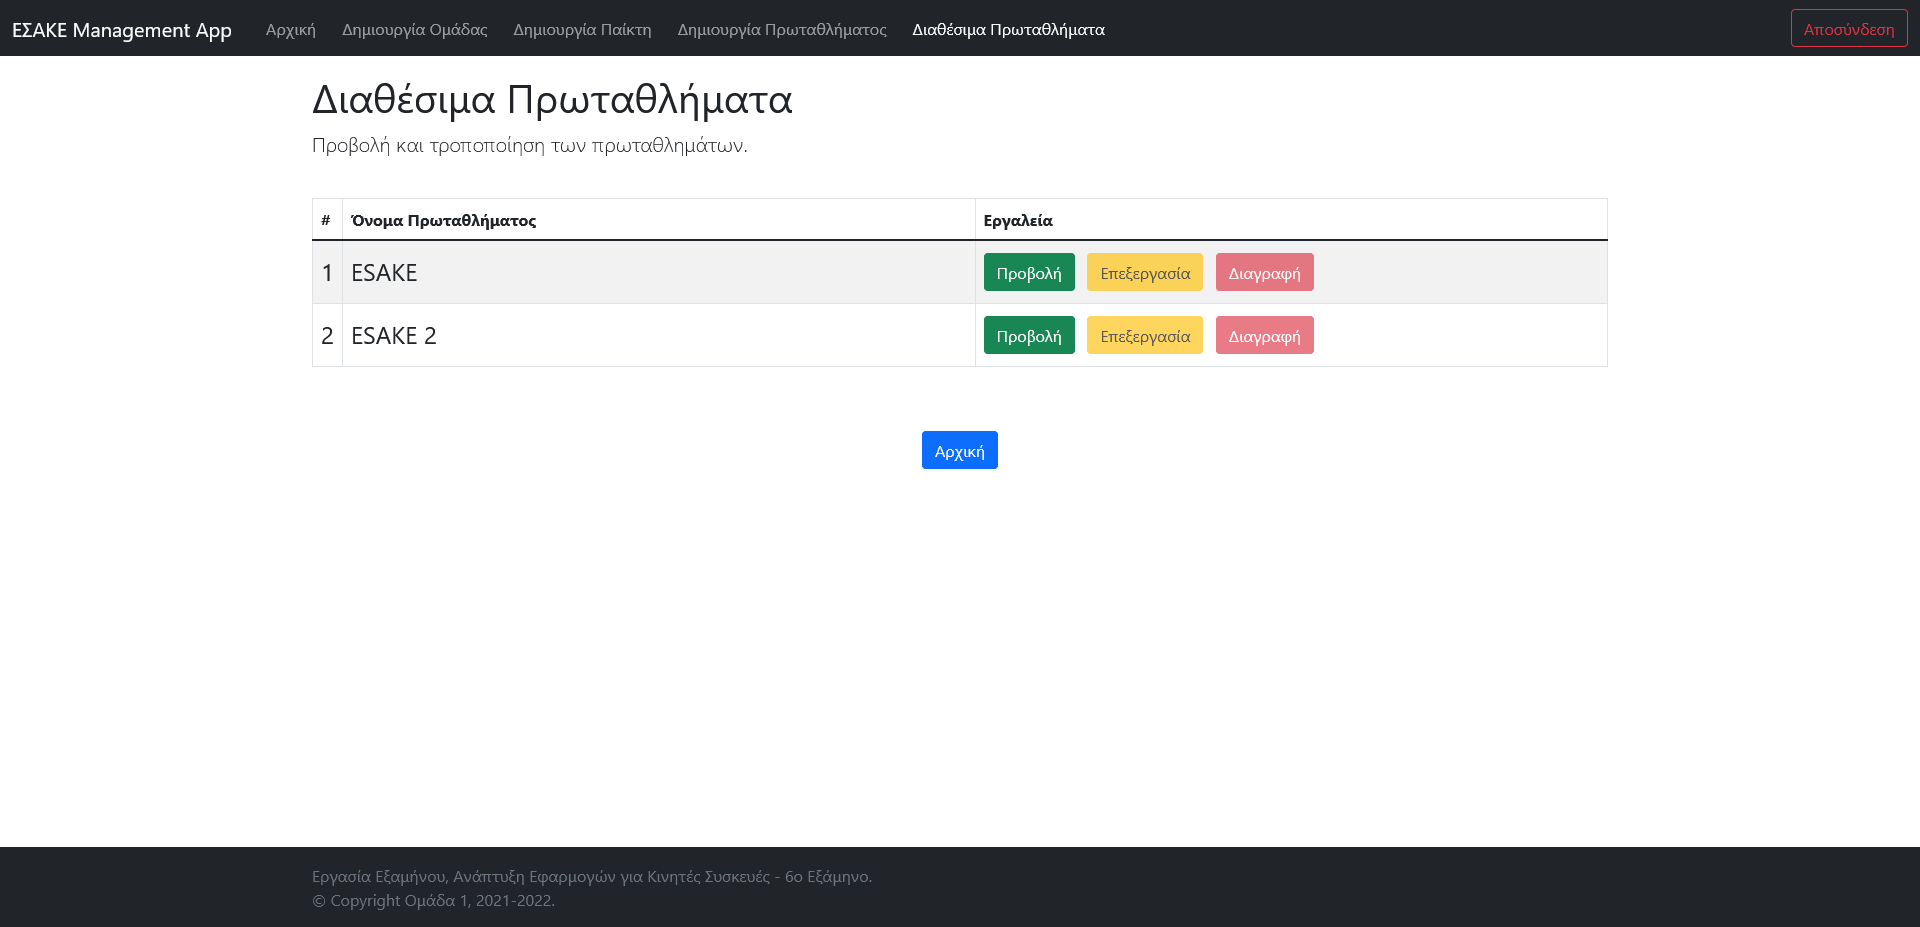 ΕΣΑΚΕ Management App Αρχική Δημιουργία Ομάδας Δημιουργία Παίκτη Δημιουργία Πρωταθλήματος Διαθέσιμα Πρωταθλήματα Αποσύνδεση
Διαθέσιμα Πρωταθλήματα
Προβολή και τροποποίηση των πρωταθλημάτων.
# Όνομα Πρωταθλήματος Εργαλεία
1 ESAKE Προβολή Επεξεργασία Διαγραφή
2 ESAKE 2 Προβολή Επεξεργασία Διαγραφή
Αρχική
Εργασία Εξαμήνου, Ανάπτυξη Εφαρμογών για Κινητές Συσκευές - 6ο Εξάμηνο.
© Copyright Ομάδα 1, 2021-2022.